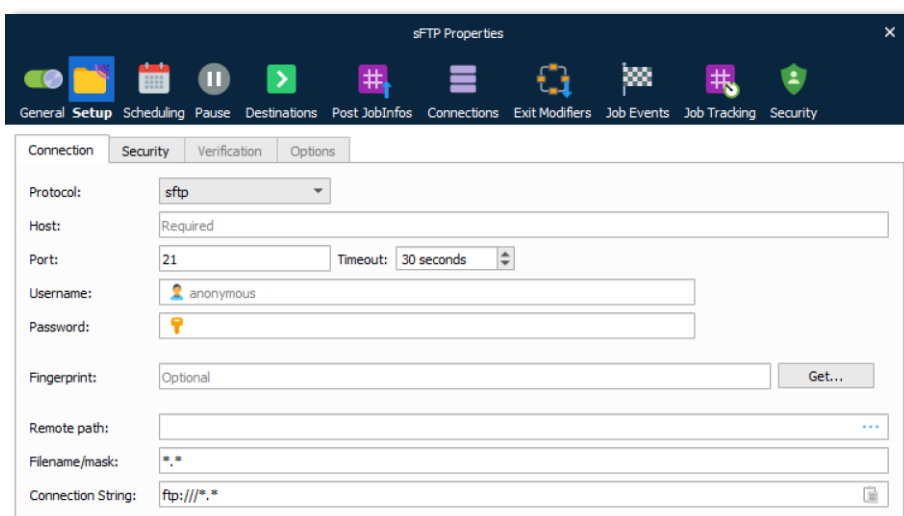 sFTP Properties
General Setup Scheduling Pause Destinations Post JobInfos Connections Exit Modifiers Job Events Job Tracking Security
Connection Security Verification Options
Protocol: sftp
Host: Required
Port: 21 Timeout: 30 seconds
Username: anonymous
Password:
Fingerprint: Optional Get...
Remote path: ...
Filename/mask: *.*
Connection String: ftp:///*.*